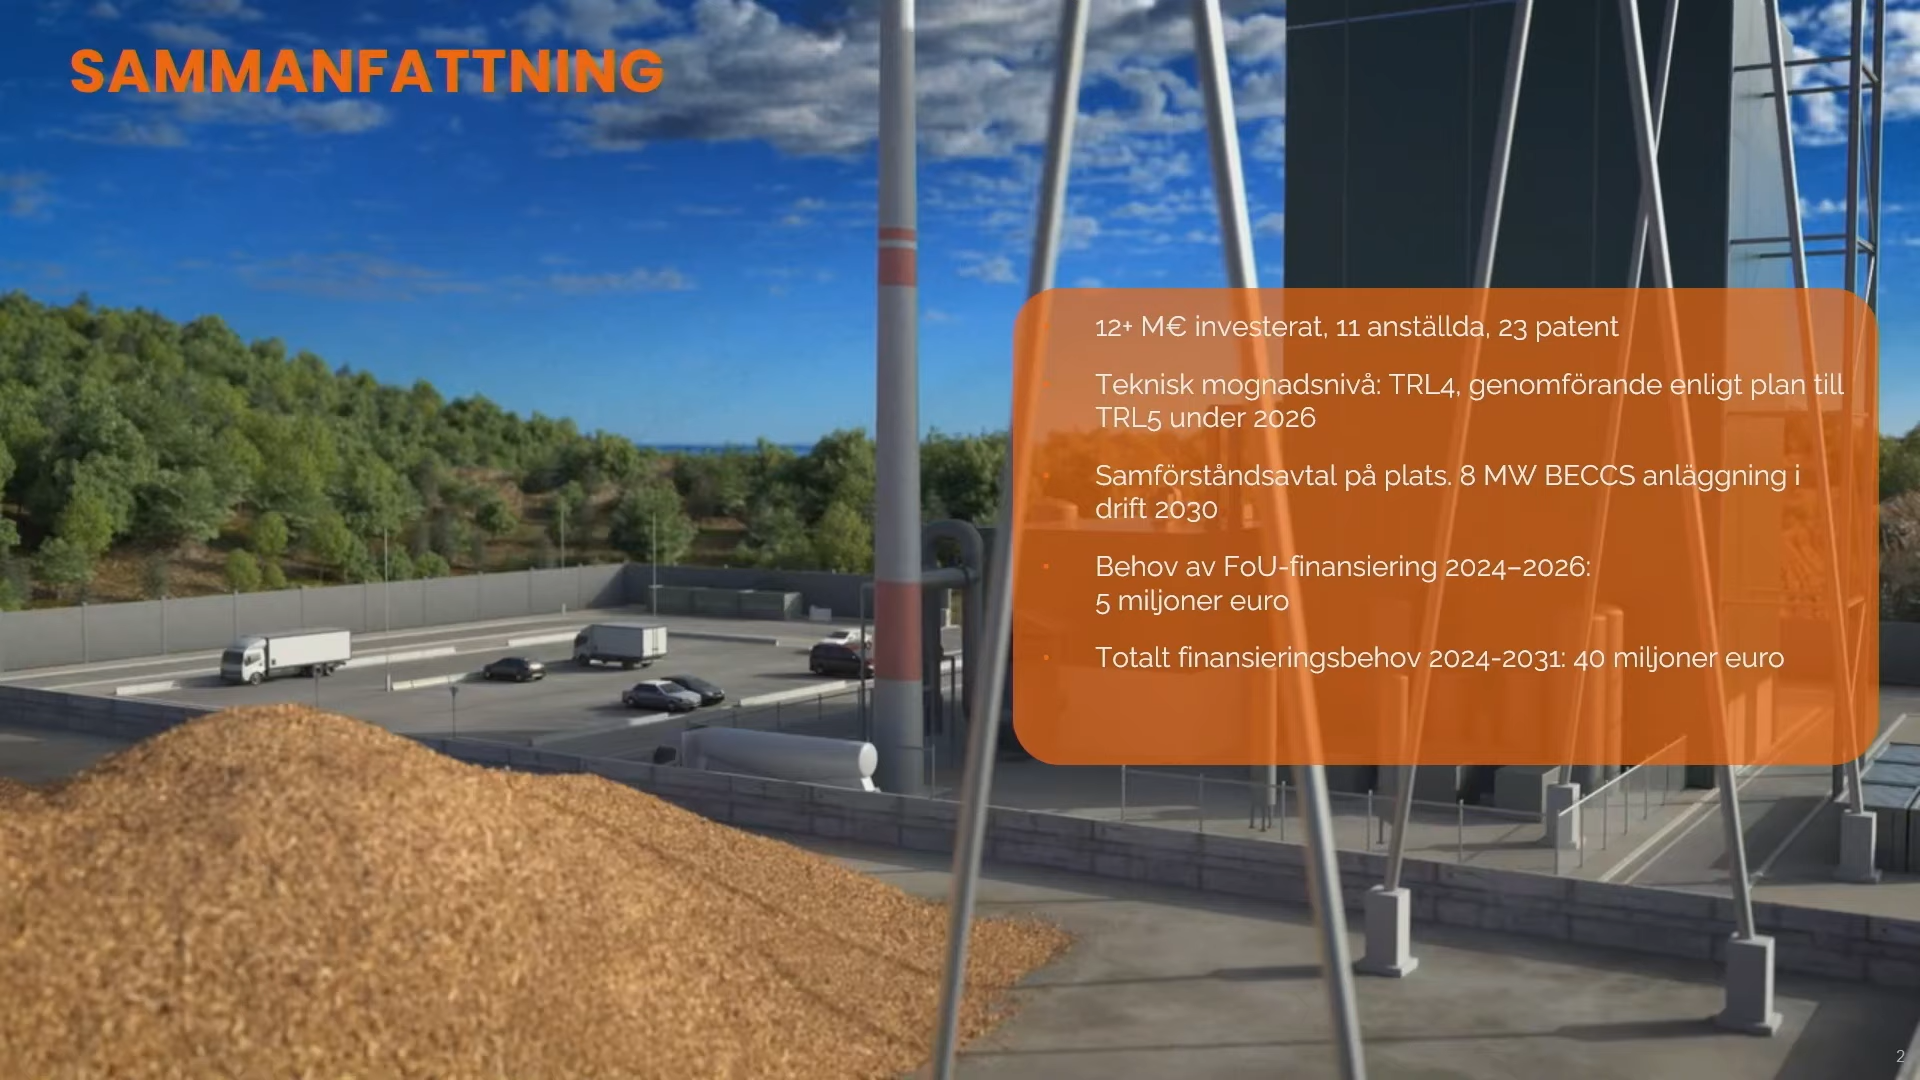 SAMMANFATTNING
12+ M€ investerat, 11 anställda, 23 patent
Teknisk mognadsnivå: TRL4, genomförande enligt plan till
TRL5 under 2026
Samförståndsavtal på plats. 8 MW BECCS anläggning i
drift 2030
Behov av FoU-finansiering 2024–2026:
5 miljoner euro
Totalt finansieringsbehov 2024-2031: 40 miljoner euro
2